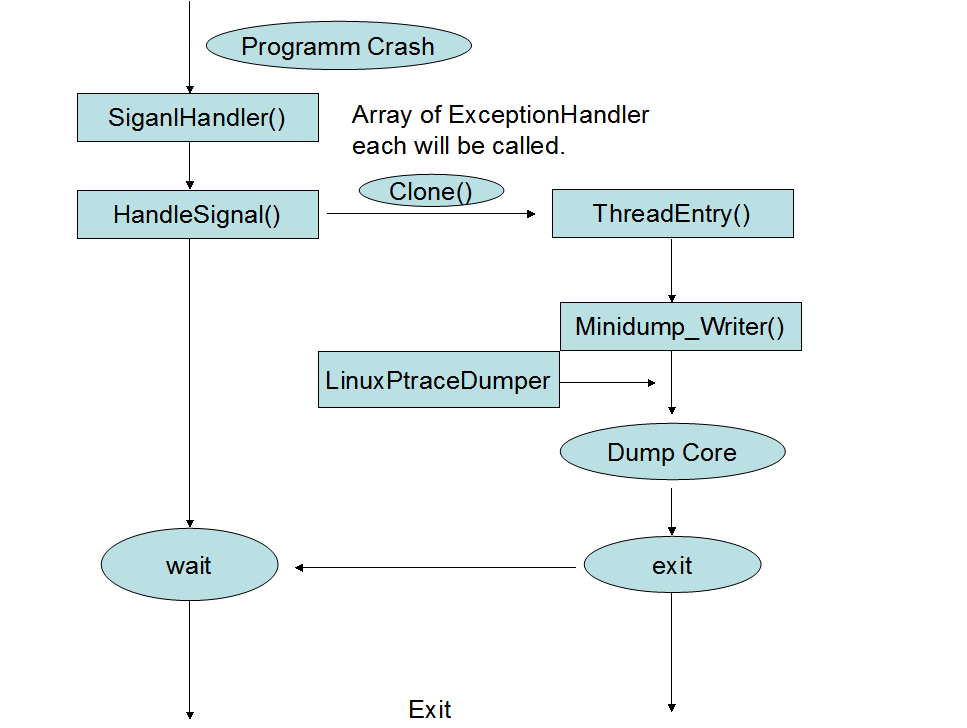 Programm Crash
SiganlHandler()
Array of ExceptionHandler
each will be called.
Clone()
HandleSignal()
ThreadEntry()
Minidump_Writer()
LinuxPtraceDumper
Dump Core
wait
exit
Exit